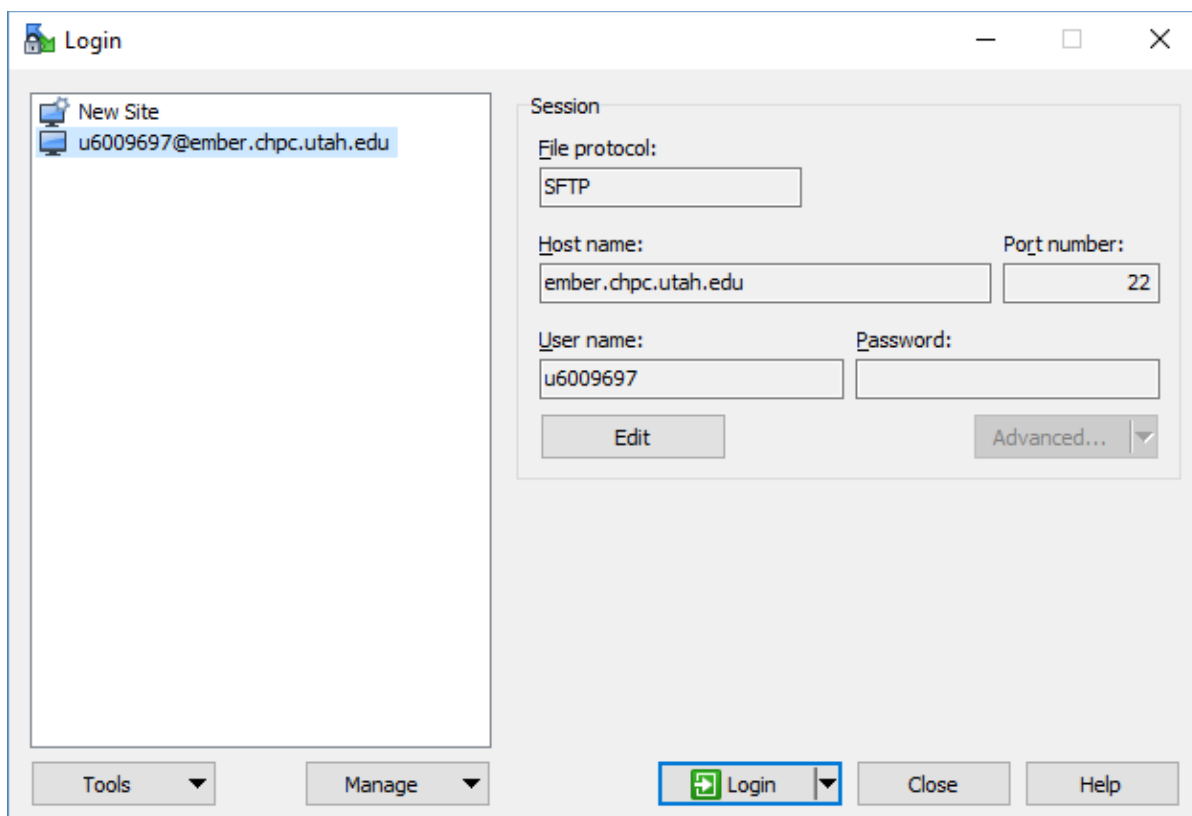 Login
New Site
u6009697@ember.chpc.utah.edu
Session
File protocol:
SFTP
Host name: Port number:
ember.chpc.utah.edu 22
User name: Password:
u6009697
Edit Advanced...
Tools Manage Login Close Help